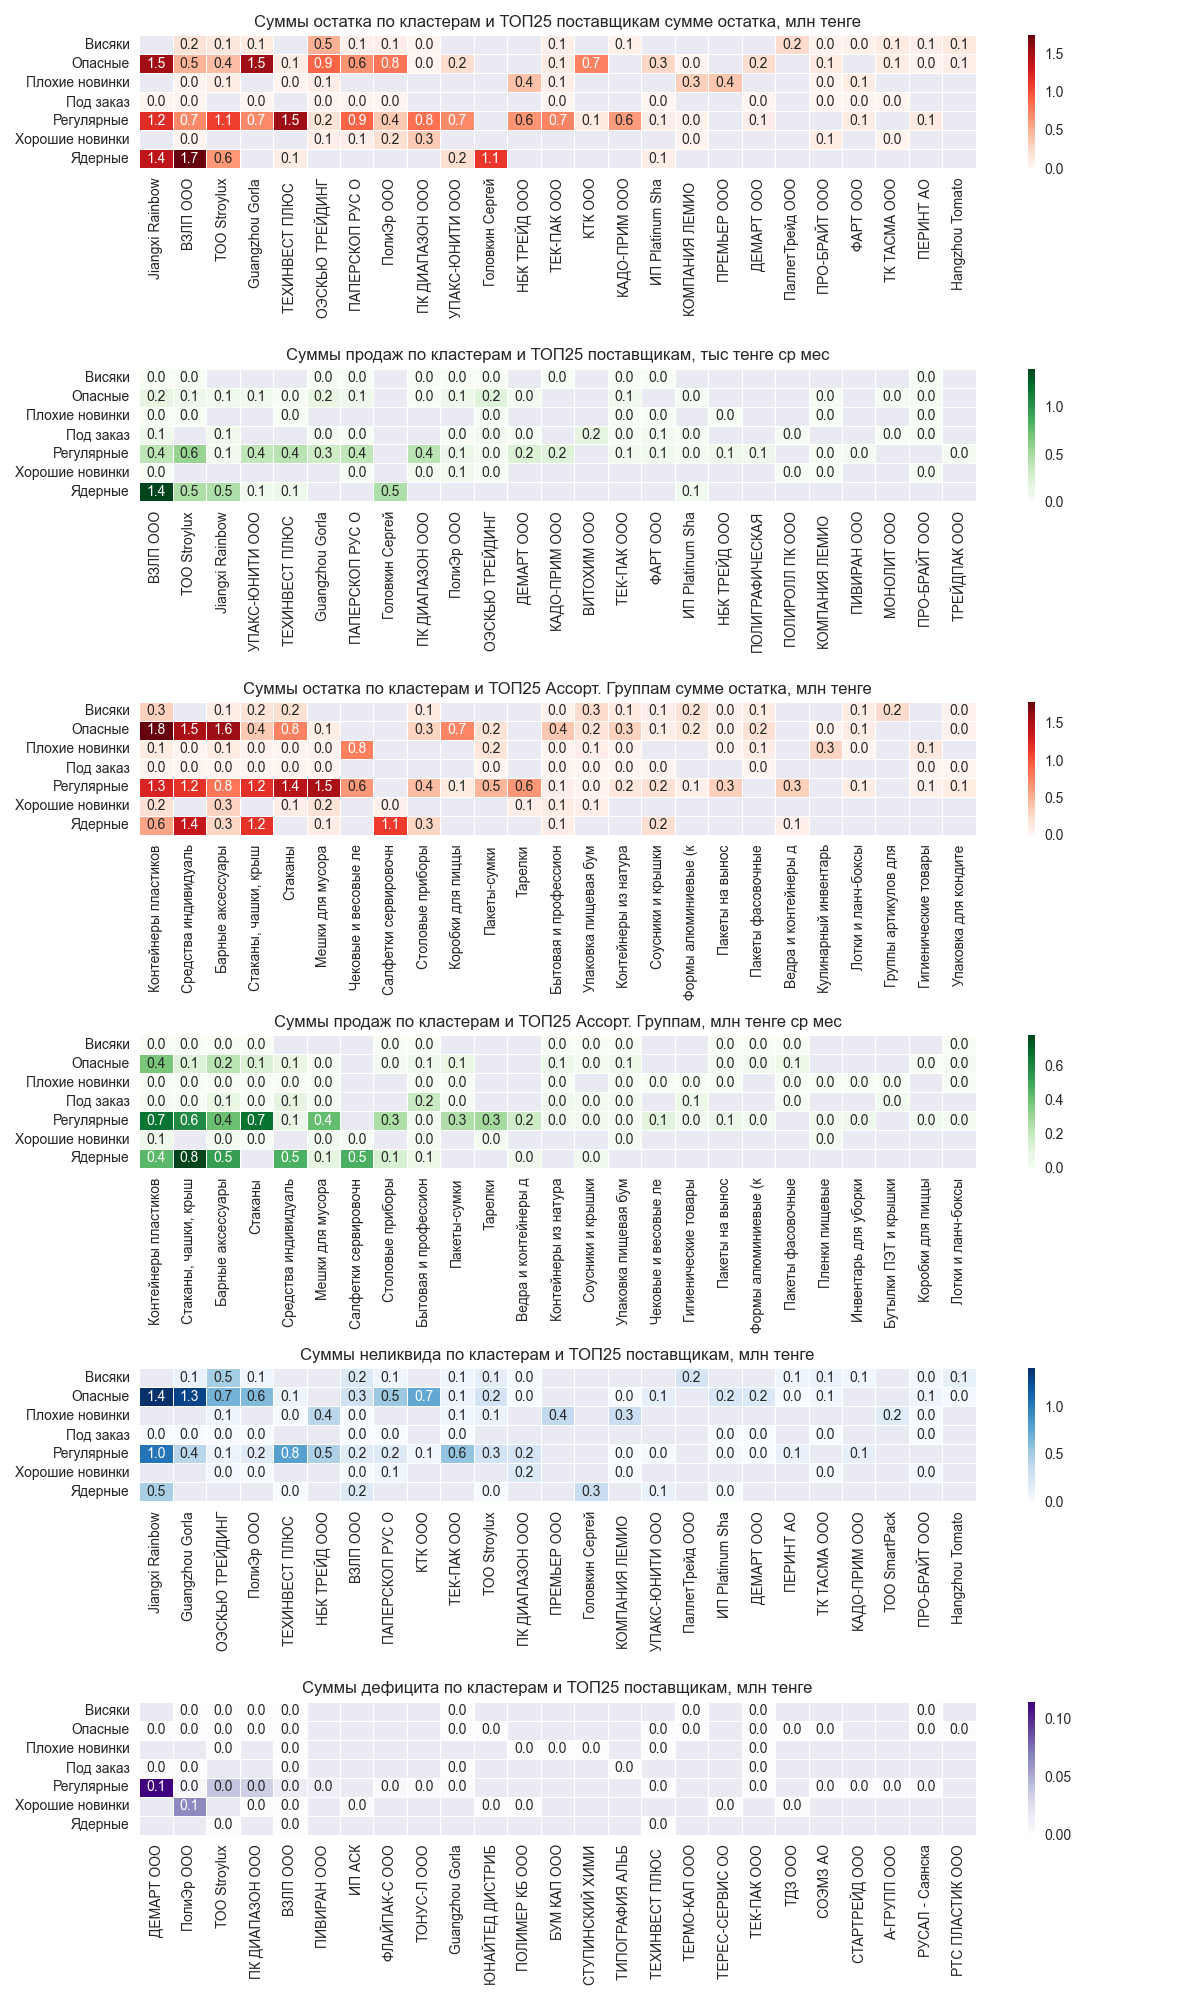 Суммы остатка по кластерам и ТОП25 поставщикам сумме остатка, млн тенге
Висяки 0.2 0.1 0.1 0.5 0.1 0.1 0.0 0.1 0.1 0.2 0.0 0.0 0.1 0.1 0.1
Опасные 1.5 0.5 0.4 1.5 0.1 0.9 0.6 0.8 0.0 0.2 0.1 0.7 0.3 0.0 0.2 0.1 0.1 0.0 0.1
Плохие новинки 0.0 0.1 0.0 0.1 0.4 0.1 0.3 0.4 0.0 0.1
Под заказ 0.0 0.0 0.0 0.0 0.0 0.0 0.0 0.0 0.0 0.0 0.0 0.0
Регулярные 1.2 0.7 1.1 0.7 1.5 0.2 0.9 0.4 0.8 0.7 0.6 0.7 0.1 0.6 0.1 0.0 0.1 0.1 0.1
Хорошие новинки 0.0 0.1 0.1 0.2 0.3 0.0 0.1 0.0
Ядерные 1.4 1.7 0.6 0.1 0.2 1.1 0.1
1.5
1.0
0.5
0.0
Jiangxi Rainbow
ВЗЛП ООО
ТОО Stroylux
Guangzhou Gorla
ТЕХИНВЕСТ ПЛЮС
ОЭСКЬЮ ТРЕЙДИНГ
ПАПЕРСКОП РУС О
ПолиЭр ООО
ПК ДИАПАЗОН ООО
УПАКС-ЮНИТИ ООО
Головкин Сергей
НБК ТРЕЙД ООО
ТЕК-ПАК ООО
КТК ООО
КАДО-ПРИМ ООО
ИП Platinum Sha
КОМПАНИЯ ЛЕМИО
ПРЕМЬЕР ООО
ДЕМАРТ ООО
ПаллетТрейд ООО
ПРО-БРАЙТ ООО
ФАРТ ООО
ТК ТАСМА ООО
ПЕРИНТ АО
Hangzhou Tomato
Суммы продаж по кластерам и ТОП25 поставщикам, тыс тенге ср мес
Висяки 0.0 0.0 0.0 0.0 0.0 0.0 0.0 0.0 0.0 0.0 0.0
Опасные 0.2 0.1 0.1 0.1 0.0 0.2 0.1 0.0 0.1 0.2 0.0 0.1 0.0 0.0 0.0 0.0
Плохие новинки 0.0 0.0 0.0 0.0 0.0 0.0 0.0 0.0 0.0
Под заказ 0.1 0.1 0.0 0.0 0.0 0.0 0.0 0.2 0.0 0.1 0.0 0.0 0.0 0.0
Регулярные 0.4 0.6 0.1 0.4 0.4 0.3 0.4 0.4 0.1 0.0 0.2 0.2 0.1 0.1 0.0 0.1 0.1 0.0 0.0 0.0
Хорошие новинки 0.0 0.0 0.0 0.1 0.0 0.0 0.0 0.0
Ядерные 1.4 0.5 0.5 0.1 0.1 0.5 0.1
1.0
0.5
0.0
ВЗЛП ООО
ТОО Stroylux
Jiangxi Rainbow
УПАКС-ЮНИТИ ООО
ТЕХИНВЕСТ ПЛЮС
Guangzhou Gorla
ПАПЕРСКОП РУС О
Головкин Сергей
ПК ДИАПАЗОН ООО
ПолиЭр ООО
ОЭСКЬЮ ТРЕЙДИНГ
ДЕМАРТ ООО
КАДО-ПРИМ ООО
ВИТОХИМ ООО
ТЕК-ПАК ООО
ФАРТ ООО
ИП Platinum Sha
НБК ТРЕЙД ООО
ПОЛИГРАФИЧЕСКАЯ
ПОЛИРОЛЛ ПК ООО
КОМПАНИЯ ЛЕМИО
ПИВИРАН ООО
МОНОЛИТ ООО
ПРО-БРАЙТ ООО
ТРЕЙДПАК ООО
Суммы остатка по кластерам и ТОП25 Ассорт. Группам сумме остатка, млн тенге
Висяки 0.3 0.1 0.2 0.2 0.1 0.3 0.1 0.1 0.2 0.0 0.1 0.1 0.2 0.0
Опасные 1.8 1.5 1.6 0.4 0.8 0.1 0.3 0.7 0.2 0.4 0.2 0.3 0.1 0.2 0.0 0.2 0.0 0.1 0.0
Плохие новинки 0.1 0.0 0.1 0.0 0.0 0.0 0.8 0.2 0.0 0.1 0.0 0.0 0.1 0.3 0.0 0.1
Под заказ 0.0 0.0 0.0 0.0 0.0 0.0 0.0 0.0 0.0 0.0 0.0 0.0 0.0 0.0
Регулярные 1.3 1.2 0.8 1.2 1.4 1.5 0.6 0.4 0.1 0.5 0.6 0.1 0.0 0.2 0.2 0.1 0.3 0.3 0.1 0.1 0.1
Хорошие новинки 0.2 0.3 0.1 0.2 0.0 0.1 0.1 0.1
Ядерные 0.6 1.4 0.3 1.2 0.1 1.1 0.3 0.1 0.2 0.1
1.5
1.0
0.5
0.0
Контейнеры пластиков
Средства индивидуаль
Барные аксессуары
Стаканы, чашки, крыш
Стаканы
Мешки для мусора
Чековые и весовые ле
Салфетки сервировочн
Столовые приборы
Коробки для пиццы
Пакеты-сумки
Тарелки
Бытовая и профессион
Упаковка пищевая бум
Контейнеры из натура
Соусники и крышки
Формы алюминиевые (к
Пакеты на вынос
Пакеты фасовочные
Ведра и контейнеры д
Кулинарный инвентарь
Лотки и ланч-боксы
Группы артикулов для
Гигиенические товары
Упаковка для кондите
Суммы продаж по кластерам и ТОП25 Ассорт. Группам, млн тенге ср мес
Висяки 0.0 0.0 0.0 0.0 0.0 0.0 0.0 0.0 0.0 0.0 0.0 0.0 0.0
Опасные 0.4 0.1 0.2 0.1 0.1 0.0 0.0 0.1 0.1 0.1 0.0 0.1 0.0 0.0 0.1 0.0 0.0
Плохие новинки 0.0 0.0 0.0 0.0 0.0 0.0 0.0 0.0 0.0 0.0 0.0 0.0 0.0 0.0 0.0 0.0 0.0 0.0
Под заказ 0.0 0.0 0.1 0.0 0.1 0.0 0.2 0.0 0.0 0.0 0.0 0.1 0.0 0.0
Регулярные 0.7 0.6 0.4 0.7 0.1 0.4 0.3 0.0 0.3 0.3 0.2 0.0 0.0 0.0 0.1 0.0 0.1 0.0 0.0 0.0 0.0 0.0
Хорошие новинки 0.1 0.0 0.0 0.0 0.0 0.0 0.0 0.0 0.0
Ядерные 0.4 0.8 0.5 0.5 0.1 0.5 0.1 0.1 0.0 0.0
0.6
0.4
0.2
0.0
Контейнеры пластиков
Стаканы, чашки, крыш
Барные аксессуары
Стаканы
Средства индивидуаль
Мешки для мусора
Салфетки сервировочн
Столовые приборы
Бытовая и профессион
Пакеты-сумки
Тарелки
Ведра и контейнеры д
Контейнеры из натура
Соусники и крышки
Упаковка пищевая бум
Чековые и весовые ле
Гигиенические товары
Пакеты на вынос
Формы алюминиевые (к
Пакеты фасовочные
Пленки пищевые
Инвентарь для уборки
Бутылки ПЭТ и крышки
Коробки для пиццы
Лотки и ланч-боксы
Суммы неликвида по кластерам и ТОП25 поставщикам, млн тенге
Висяки 0.1 0.5 0.1 0.2 0.1 0.1 0.1 0.0 0.2 0.1 0.1 0.1 0.0 0.1
Опасные 1.4 1.3 0.7 0.6 0.1 0.3 0.5 0.7 0.1 0.2 0.0 0.0 0.1 0.2 0.2 0.0 0.1 0.1 0.0
Плохие новинки 0.1 0.0 0.4 0.0 0.1 0.1 0.4 0.3 0.2 0.0
Под заказ 0.0 0.0 0.0 0.0 0.0 0.0 0.0 0.0 0.0 0.0 0.0
Регулярные 1.0 0.4 0.1 0.2 0.8 0.5 0.2 0.2 0.1 0.6 0.3 0.2 0.0 0.0 0.0 0.0 0.1 0.1
Хорошие новинки 0.0 0.0 0.0 0.1 0.2 0.0 0.0 0.0
Ядерные 0.5 0.0 0.2 0.0 0.3 0.1 0.0
1.0
0.5
0.0
Jiangxi Rainbow
Guangzhou Gorla
ОЭСКЬЮ ТРЕЙДИНГ
ПолиЭр ООО
ТЕХИНВЕСТ ПЛЮС
НБК ТРЕЙД ООО
ВЗЛП ООО
ПАПЕРСКОП РУС О
КТК ООО
ТЕК-ПАК ООО
ТОО Stroylux
ПК ДИАПАЗОН ООО
ПРЕМЬЕР ООО
Головкин Сергей
КОМПАНИЯ ЛЕМИО
УПАКС-ЮНИТИ ООО
ПаллетТрейд ООО
ИП Platinum Sha
ДЕМАРТ ООО
ПЕРИНТ АО
ТК ТАСМА ООО
КАДО-ПРИМ ООО
ТОО SmartPack
ПРО-БРАЙТ ООО
Hangzhou Tomato
Суммы дефицита по кластерам и ТОП25 поставщикам, млн тенге
Висяки 0.0 0.0 0.0 0.0 0.0 0.0 0.0 0.0
Опасные 0.0 0.0 0.0 0.0 0.0 0.0 0.0 0.0 0.0 0.0 0.0 0.0 0.0 0.0
Плохие новинки 0.0 0.0 0.0 0.0 0.0 0.0 0.0
Под заказ 0.0 0.0 0.0 0.0 0.0 0.0
Регулярные 0.1 0.0 0.0 0.0 0.0 0.0 0.0 0.0 0.0 0.0 0.0 0.0 0.0 0.0 0.0
Хорошие новинки 0.1 0.0 0.0 0.0 0.0 0.0 0.0 0.0
Ядерные 0.0 0.0 0.0
0.10
0.05
0.00
ДЕМАРТ ООО
ПолиЭр ООО
ТОО Stroylux
ПК ДИАПАЗОН ООО
ВЗЛП ООО
ПИВИРАН ООО
ИП АСК
ФЛАЙПАК-С ООО
ТОНУС-Л ООО
Guangzhou Gorla
ЮНАЙТЕД ДИСТРИБ
ПОЛИМЕР КБ ООО
БУМ КАП ООО
СТУПИНСКИЙ ХИМИ
ТИПОГРАФИЯ АЛЬБ
ТЕХИНВЕСТ ПЛЮС
ТЕРМО-КАП ООО
ТЕРЕС-СЕРВИС ОО
ТЕК-ПАК ООО
ТДЗ ООО
СОЭМЗ АО
СТАРТРЕЙД ООО
А-ГРУПП ООО
РУСАЛ - Саянска
РТС ПЛАСТИК ООО